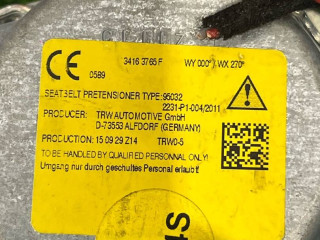 CE 34163765F WY 000° WX 270°
0589
SEATBELT PRETENSIONER TYPE: 95032
2231-P1-004/2011
PRODUCER: TRW AUTOMOTIVE GmbH
D-73553 ALFDORF (GERMANY)
PRODUCTION: 15 09 29 Z14 TRW0-5
TO BE HANDLED BY QUALIFIED PERSONNEL ONLY!
Umgang nur durch geschultes Personal erlaubt!